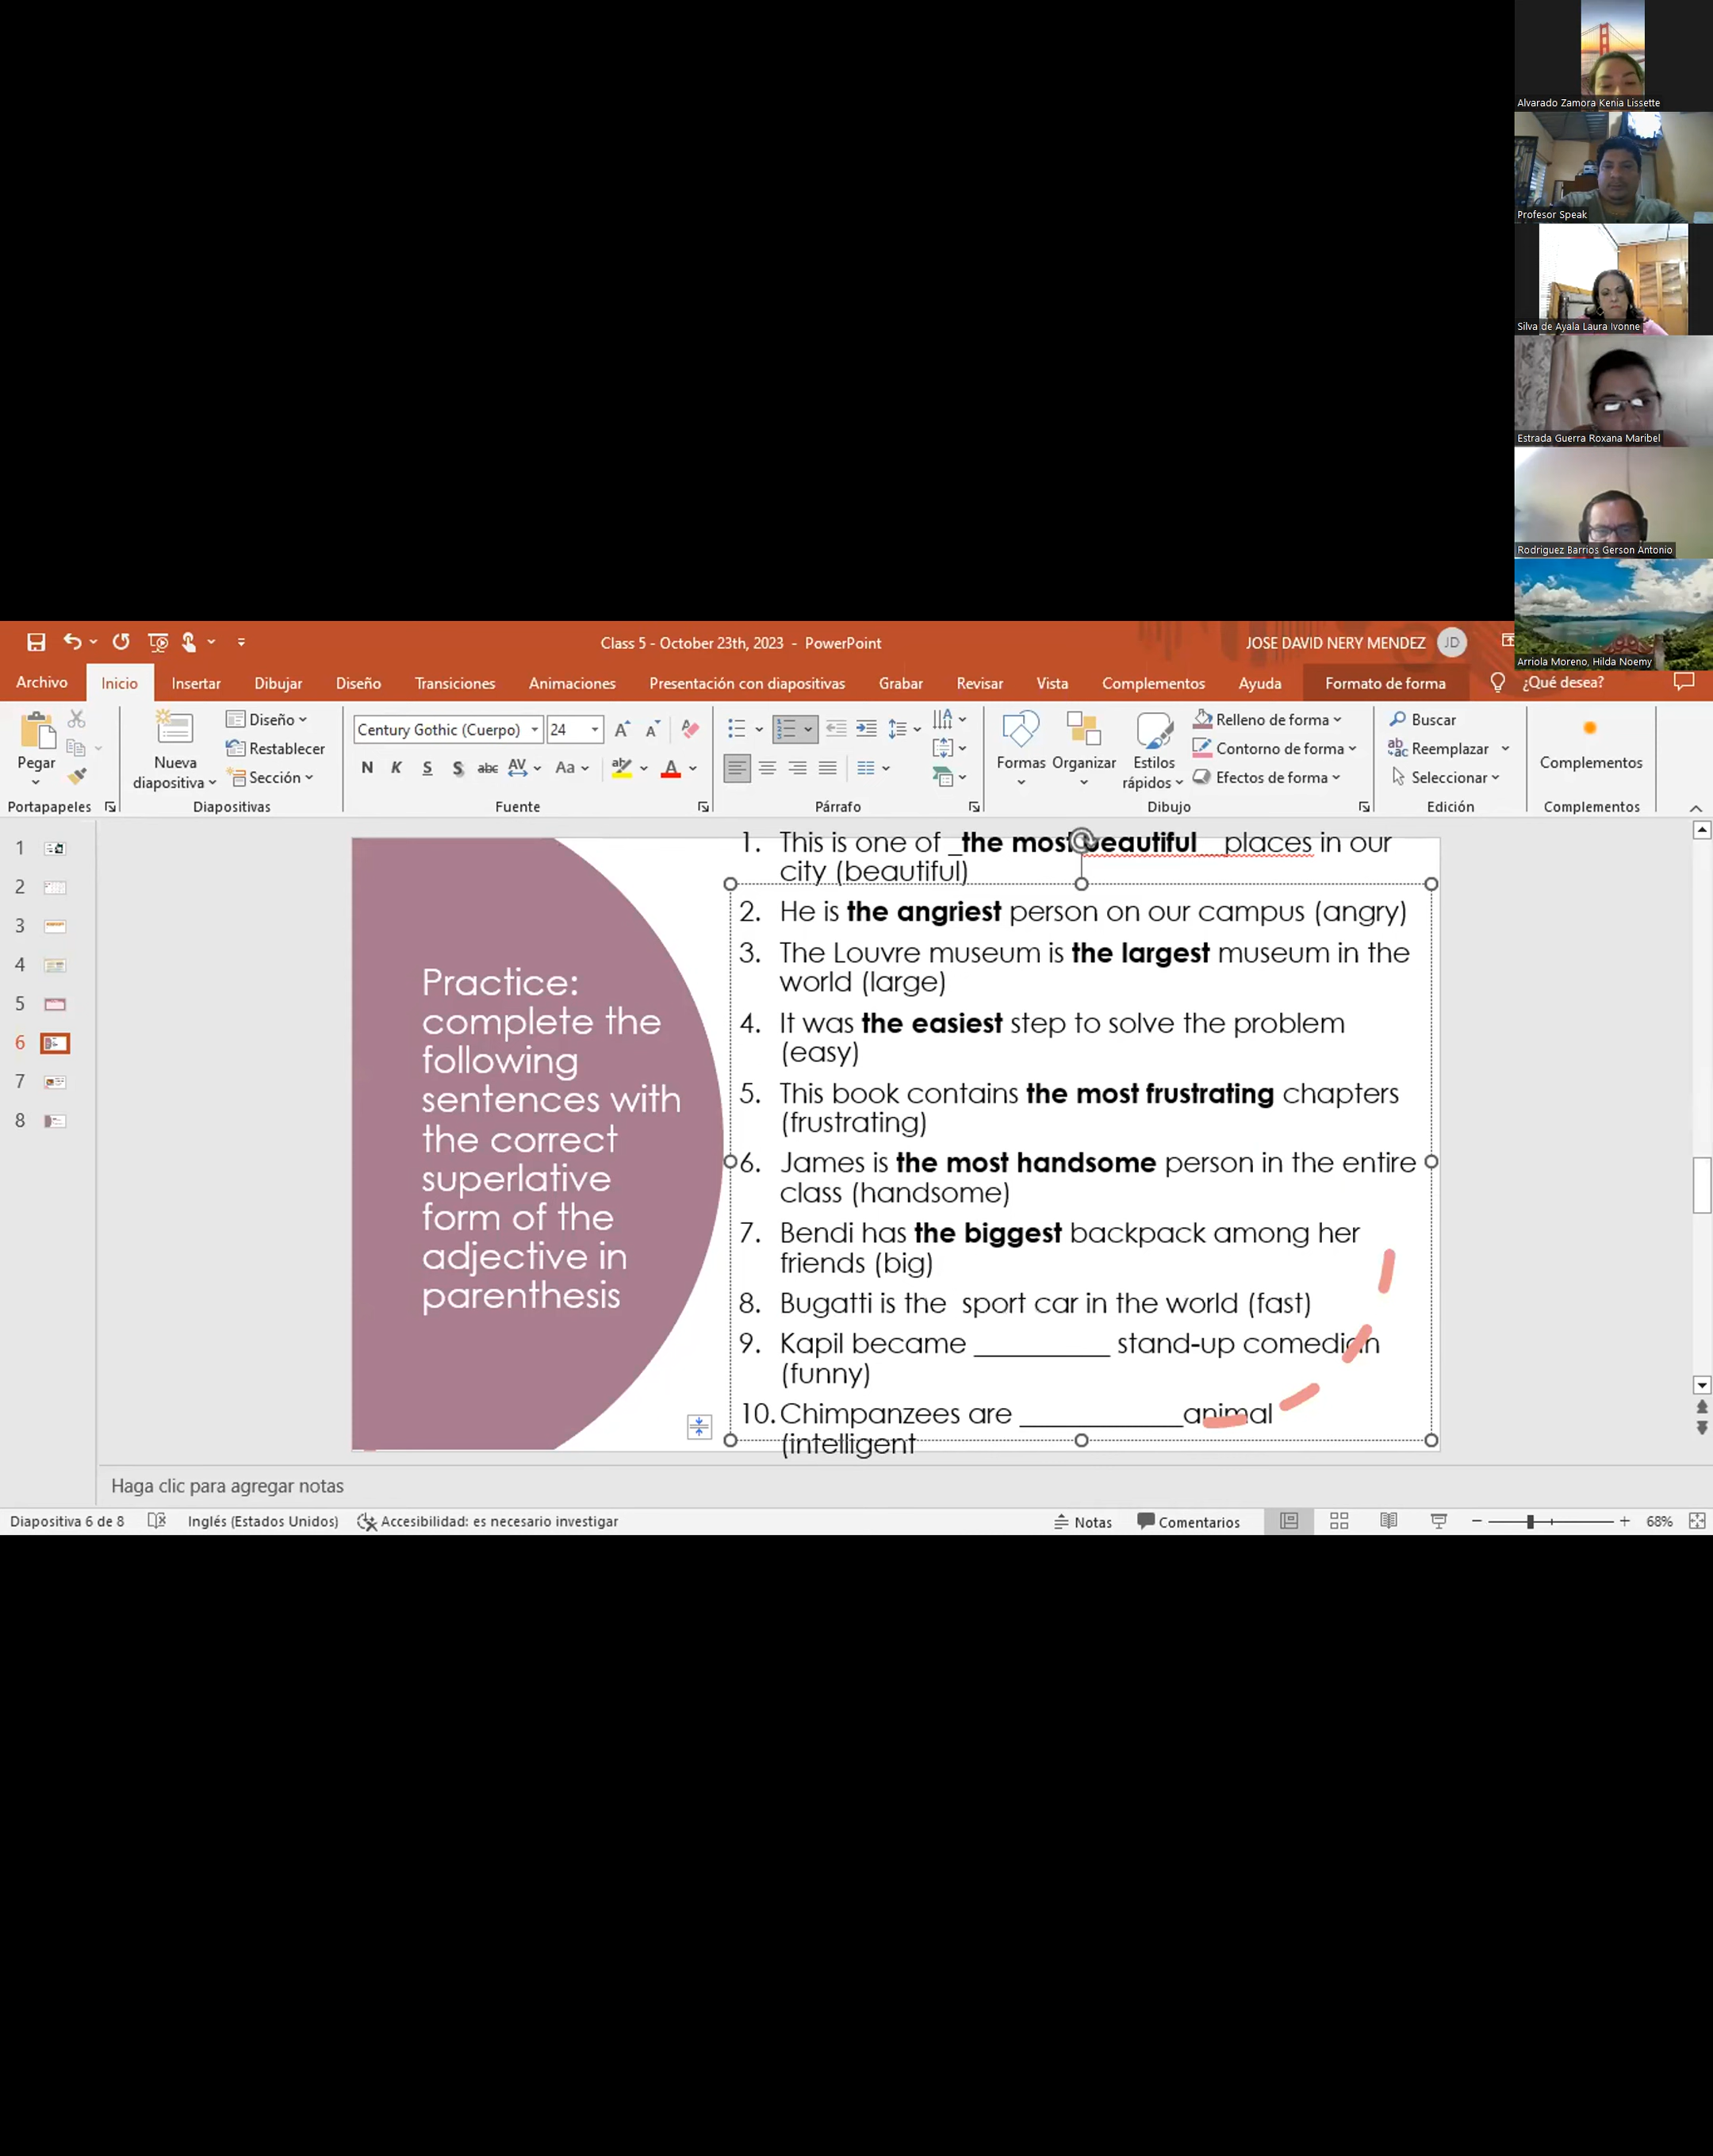 Alvarado Zamora Kenia Lissette
Profesor Speak
Silva de Ayala Laura Ivonne
Estrada Guerra Roxana Maribel
Rodriguez Barrios Gerson Antonio
Arriola Moreno, Hilda Noemy
Class 5 - October 23th, 2023 - PowerPoint
JOSE DAVID NERY MENDEZ JD
Archivo Inicio Insertar Dibujar Diseño Transiciones Animaciones Presentación con diapositivas Grabar Revisar Vista Complementos Ayuda Formato de forma ¿Qué desea?
Pegar
Nueva diapositiva
Diseño
Restablecer
Sección
Century Gothic (Cuerpo) 24
N K S S abc AV Aa ab A
Formas
Organizar
Estilos rápidos
Relleno de forma
Contorno de forma
Efectos de forma
Buscar
Reemplazar
Seleccionar
Complementos
Portapapeles Diapositivas Fuente Párrafo Dibujo Edición Complementos
1
2
3
4
5
6
7
8
Practice:
complete the
following
sentences with
the correct
superlative
form of the
adjective in
parenthesis
1. This is one of _the most beautiful__places in our
city (beautiful)
2. He is the angriest person on our campus (angry)
3. The Louvre museum is the largest museum in the
world (large)
4. It was the easiest step to solve the problem
(easy)
5. This book contains the most frustrating chapters
(frustrating)
6. James is the most handsome person in the entire
class (handsome)
7. Bendi has the biggest backpack among her
friends (big)
8. Bugatti is the  sport car in the world (fast)
9. Kapil became __________ stand-up comedian
(funny)
10. Chimpanzees are ____________animal
(intelligent
Haga clic para agregar notas
Diapositiva 6 de 8 Inglés (Estados Unidos) Accesibilidad: es necesario investigar Notas Comentarios 68%